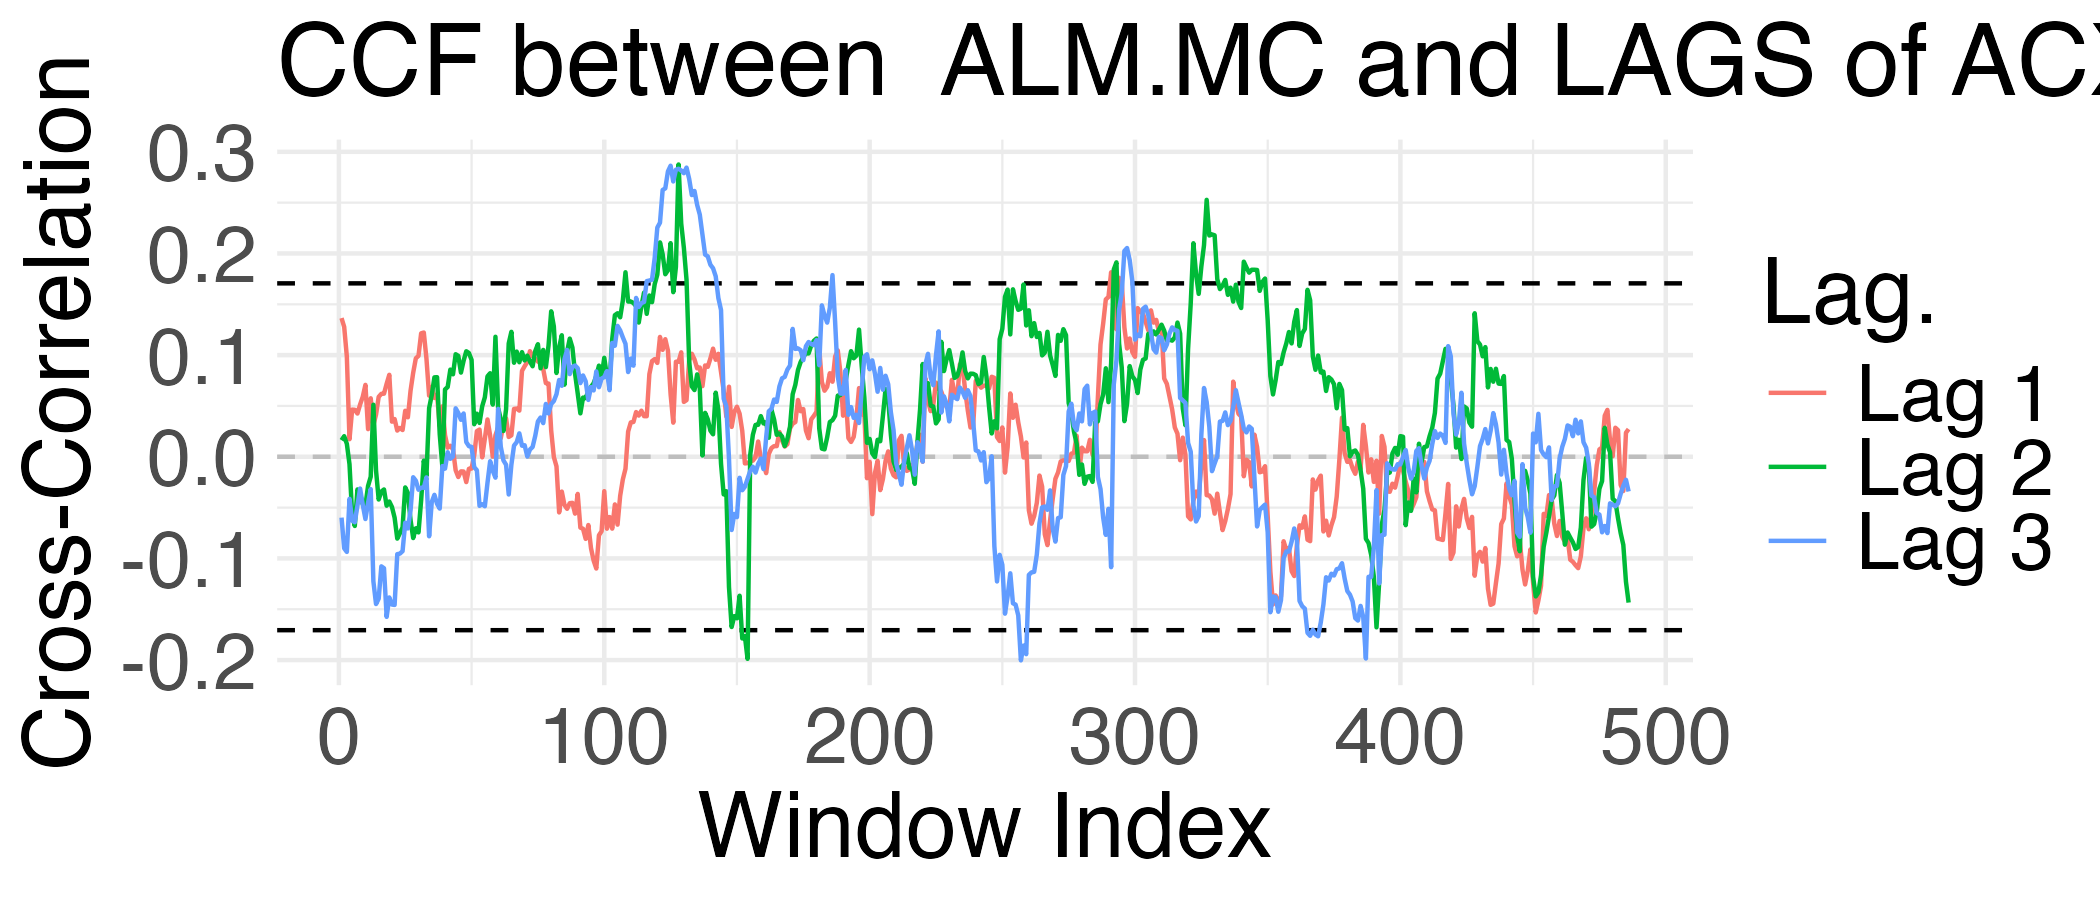 CCF between  ALM.MC and LAGS of ACX
Cross-Correlation
0.3
0.2
0.1
0.0
-0.1
-0.2
0 100 200 300 400 500
Window Index
Lag.
Lag 1
Lag 2
Lag 3